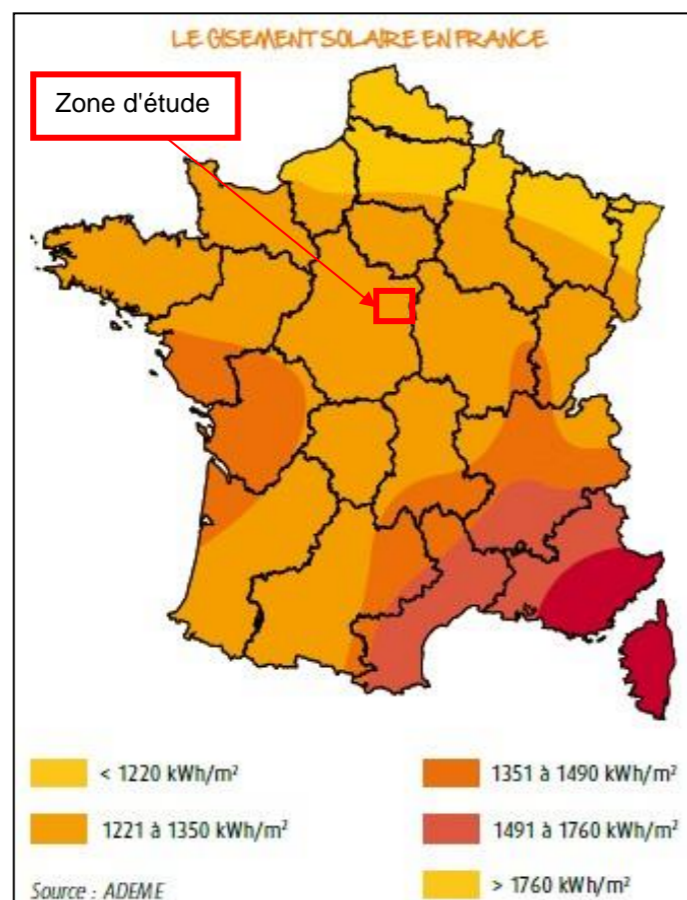 LE GISEMENT SOLAIRE EN FRANCE
Zone d'étude
< 1220 kWh/m²
1221 à 1350 kWh/m²
1351 à 1490 kWh/m²
1491 à 1760 kWh/m²
> 1760 kWh/m²
Source : ADEME